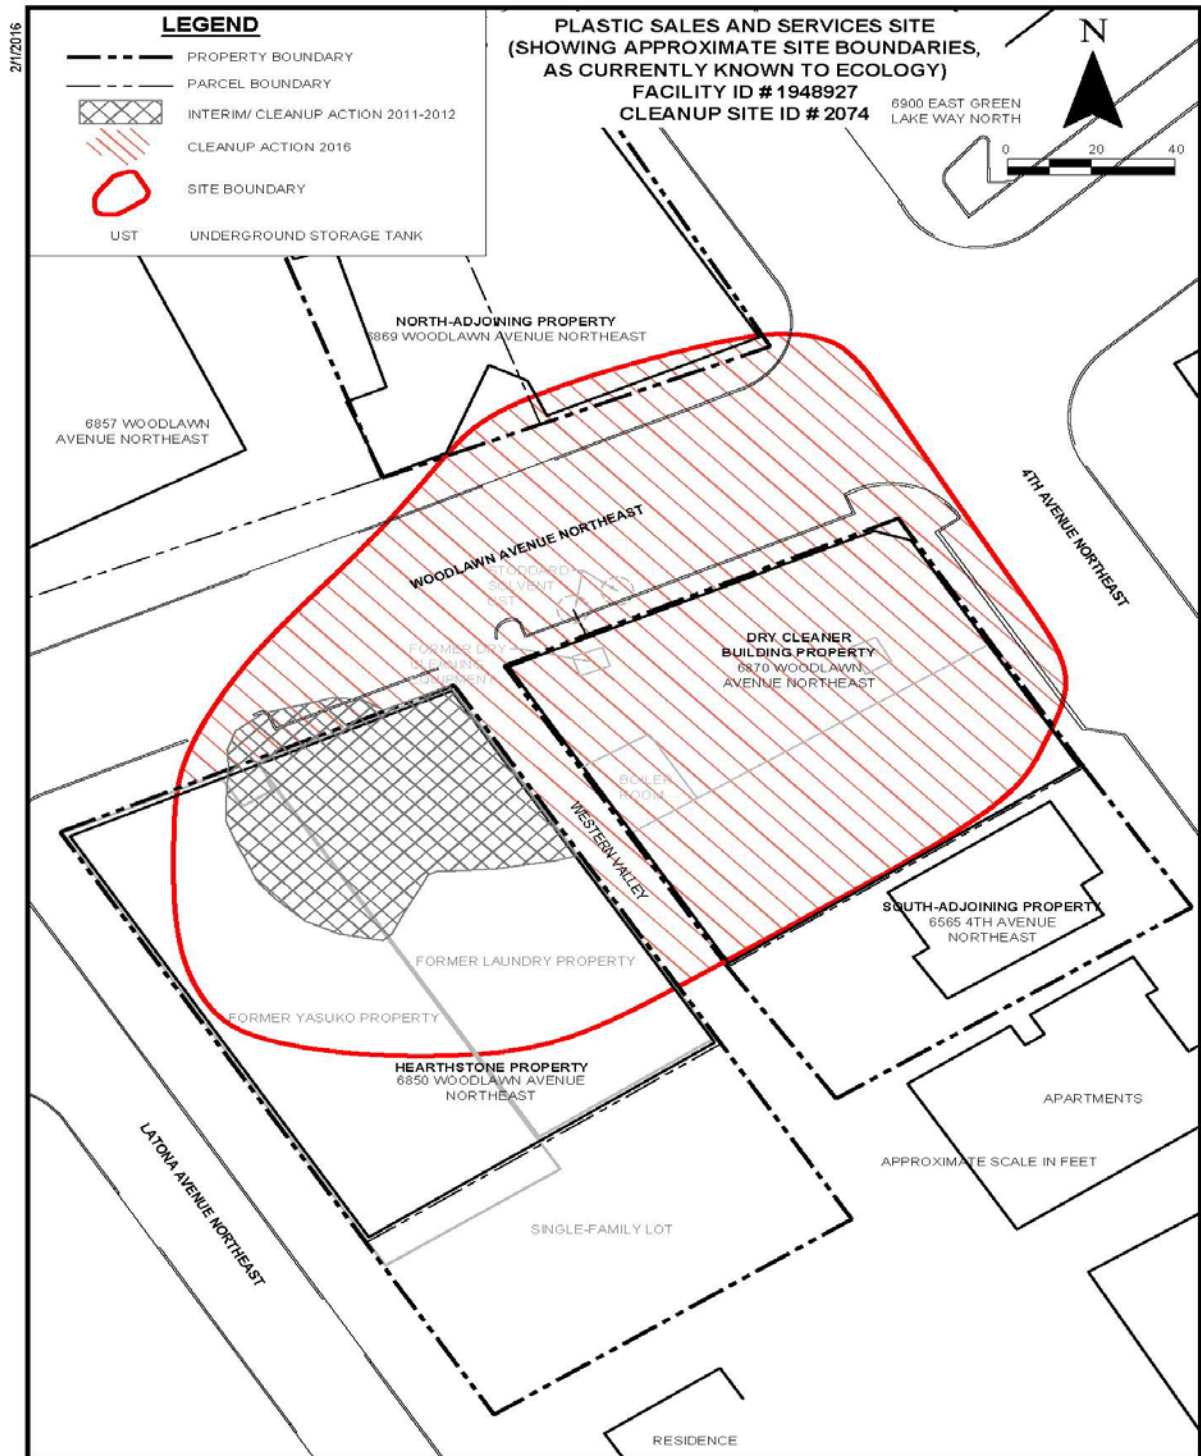 2/1/2016
LEGEND
PROPERTY BOUNDARY
PARCEL BOUNDARY
INTERIM/ CLEANUP ACTION 2011-2012
CLEANUP ACTION 2016
SITE BOUNDARY
UST UNDERGROUND STORAGE TANK
PLASTIC SALES AND SERVICES SITE
(SHOWING APPROXIMATE SITE BOUNDARIES,
AS CURRENTLY KNOWN TO ECOLOGY)
FACILITY ID # 1948927
CLEANUP SITE ID # 2074
N
6900 EAST GREEN
LAKE WAY NORTH
0 20 40
NORTH-ADJOINING PROPERTY
6869 WOODLAWN AVENUE NORTHEAST
6857 WOODLAWN
AVENUE NORTHEAST
4TH AVENUE NORTHEAST
WOODLAWN AVENUE NORTHEAST
STODDARD
SOLVENT
UST
FORMER DRY
CLEANING
EQUIPMENT
DRY CLEANER
BUILDING PROPERTY
6870 WOODLAWN
AVENUE NORTHEAST
BOILER
ROOM
WESTERN VALLEY
SOUTH-ADJOINING PROPERTY
6565 4TH AVENUE
NORTHEAST
FORMER LAUNDRY PROPERTY
FORMER YASUKO PROPERTY
HEARTHSTONE PROPERTY
6850 WOODLAWN AVENUE
NORTHEAST
APARTMENTS
LATONA AVENUE NORTHEAST
APPROXIMATE SCALE IN FEET
SINGLE-FAMILY LOT
RESIDENCE